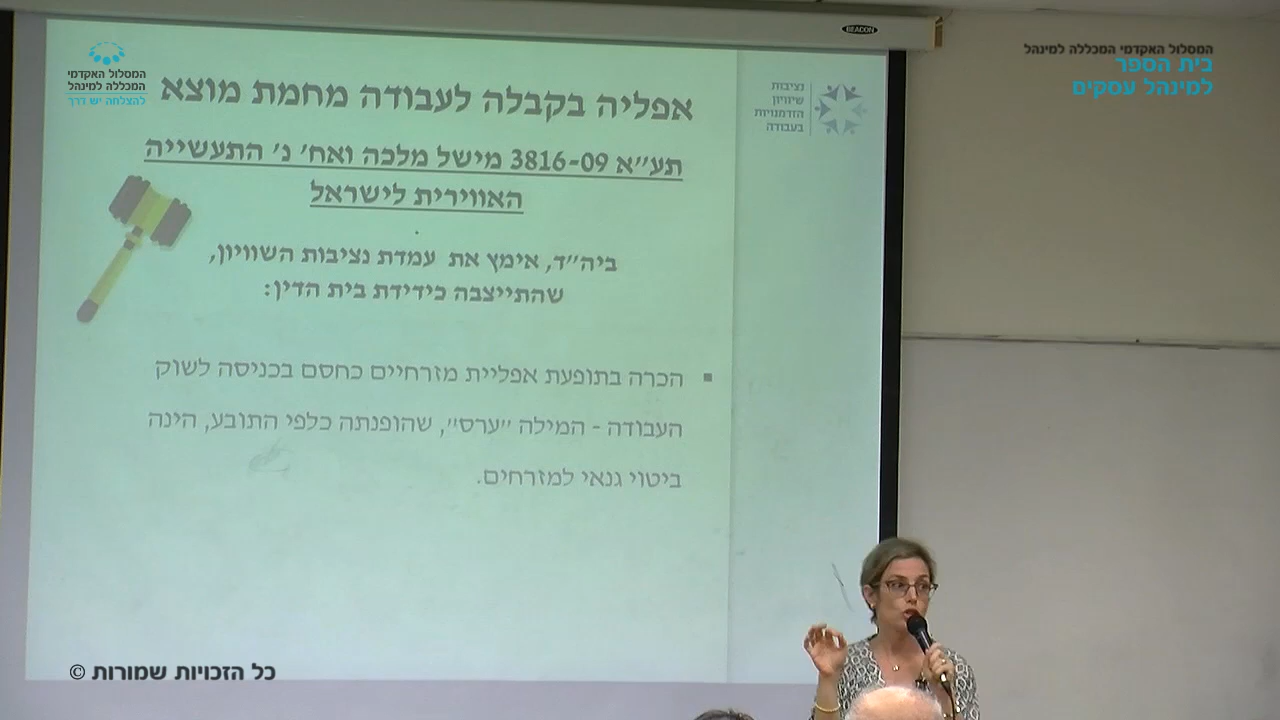 BEACON
המסלול האקדמי המכללה למינהל
בית הספר
למינהל עסקים
המסלול האקדמי
המכללה למינהל
להצלחה יש דרך
נציבות
שיוויון
הזדמנויות
בעבודה
אפליה בקבלה לעבודה מחמת מוצא
תע״א 3816-09 מישל מלכה ואח׳ נ׳ התעשייה
האווירית לישראל
ביה״ד, אימץ את עמדת נציבות השוויון,
שהתייצבה כידידת בית הדין:
▪ הכרה בתופעת אפליית מזרחיים כחסם בכניסה לשוק
העבודה - המילה ״ערס״, שהופנתה כלפי התובע, הינה
ביטוי גנאי למזרחים.
כל הזכויות שמורות ©